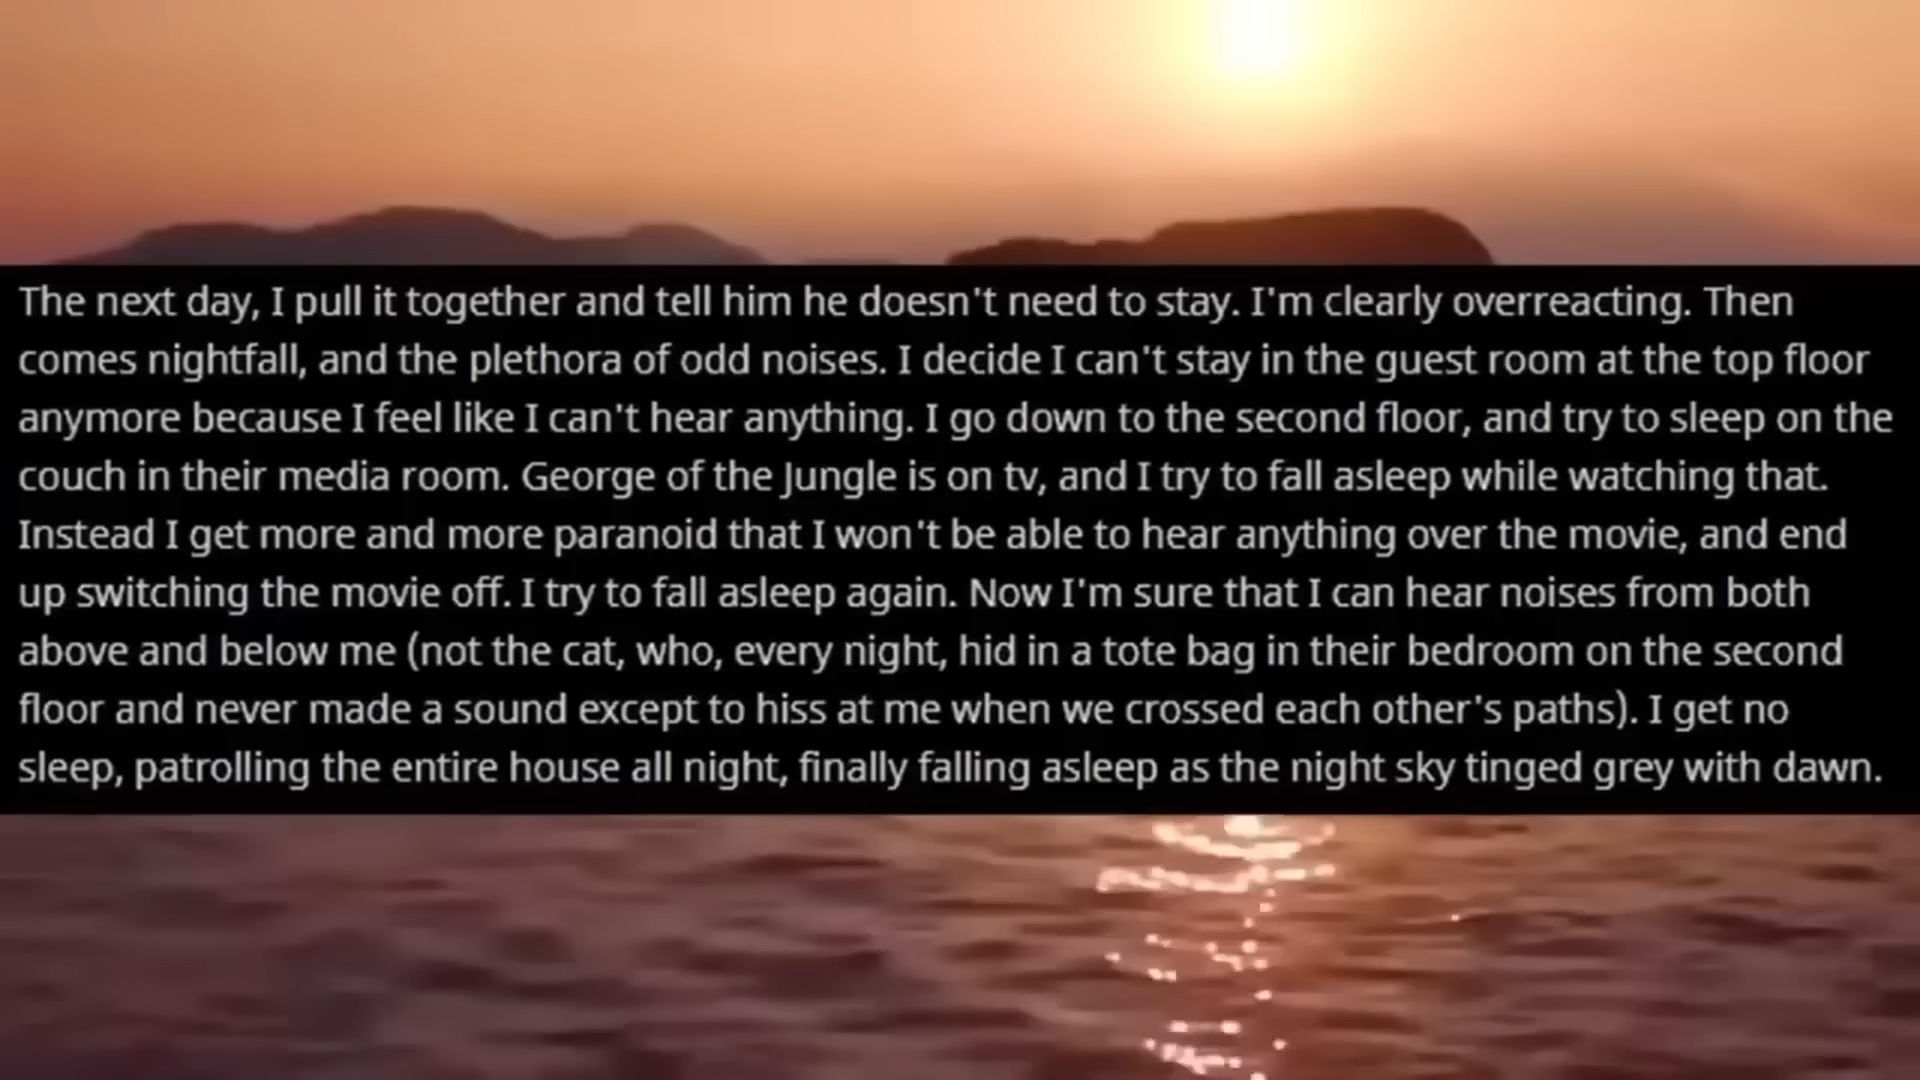 The next day, I pull it together and tell him he doesn't need to stay. I'm clearly overreacting. Then
comes nightfall, and the plethora of odd noises. I decide I can't stay in the guest room at the top floor
anymore because I feel like I can't hear anything. I go down to the second floor, and try to sleep on the
couch in their media room. George of the Jungle is on tv, and I try to fall asleep while watching that.
Instead I get more and more paranoid that I won't be able to hear anything over the movie, and end
up switching the movie off. I try to fall asleep again. Now I'm sure that I can hear noises from both
above and below me (not the cat, who, every night, hid in a tote bag in their bedroom on the second
floor and never made a sound except to hiss at me when we crossed each other's paths). I get no
sleep, patrolling the entire house all night, finally falling asleep as the night sky tinged grey with dawn.